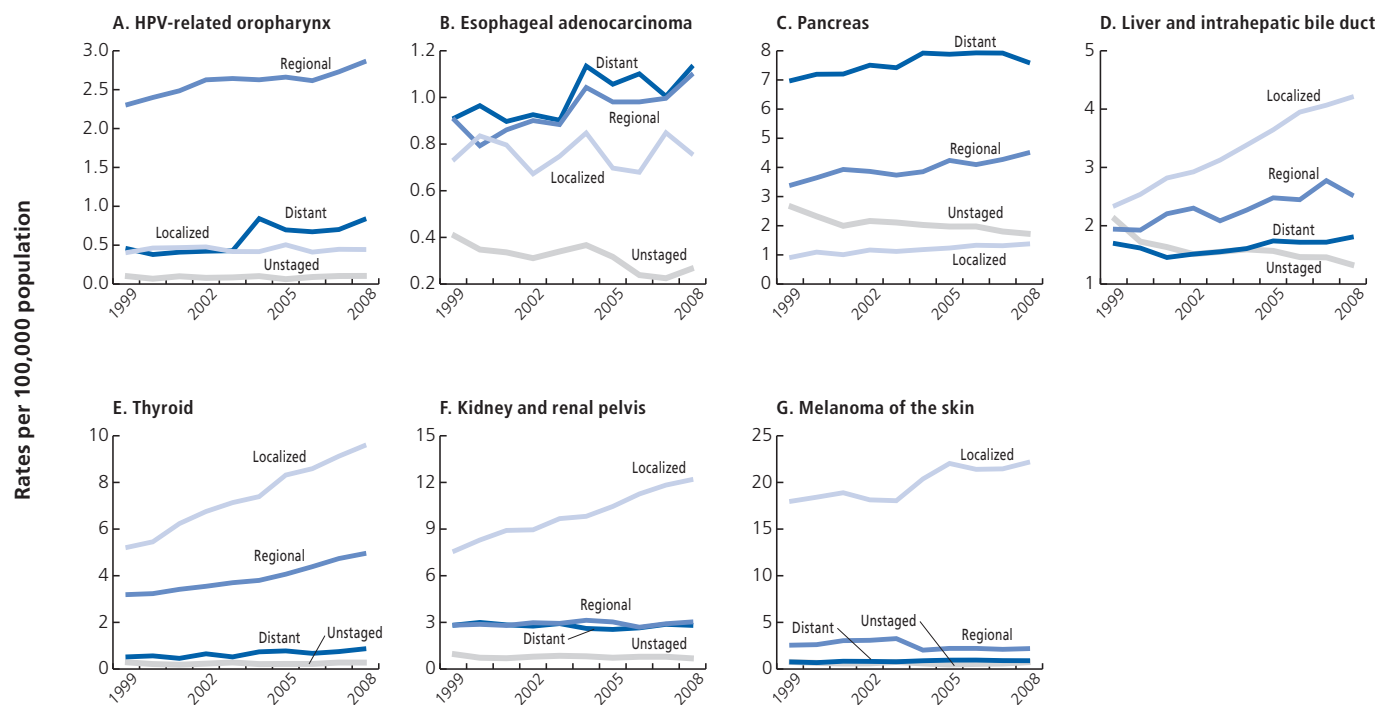 Rates per 100,000 population
A. HPV-related oropharynx
3.0
2.5
2.0
1.5
1.0
0.5
0.0
Regional
Distant
Localized
Unstaged
1999
2002
2005
2008
B. Esophageal adenocarcinoma
1.2
1.0
0.8
0.6
0.4
0.2
Distant
Regional
Localized
Unstaged
1999
2002
2005
2008
C. Pancreas
8
7
6
5
4
3
2
1
0
Distant
Regional
Unstaged
Localized
1999
2002
2005
2008
D. Liver and intrahepatic bile duct
5
4
3
2
1
Localized
Regional
Distant
Unstaged
1999
2002
2005
2008
E. Thyroid
10
8
6
4
2
0
Localized
Regional
Distant
Unstaged
1999
2002
2005
2008
F. Kidney and renal pelvis
15
12
9
6
3
0
Localized
Regional
Distant
Unstaged
1999
2002
2005
2008
G. Melanoma of the skin
25
20
15
10
5
0
Localized
Unstaged
Distant
Regional
1999
2002
2005
2008